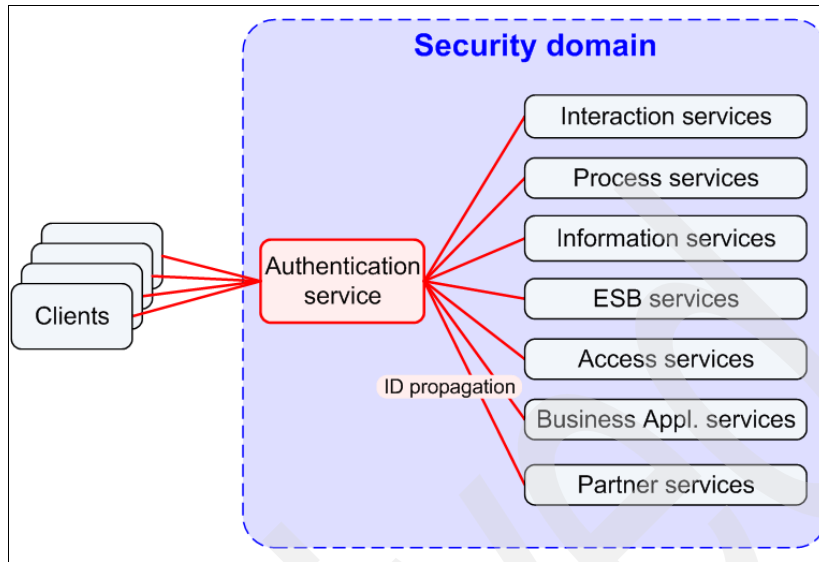 Security domain
Interaction services
Process services
Information services
Authentication
service
ESB services
Clients
Access services
ID propagation
Business Appl. services
Partner services